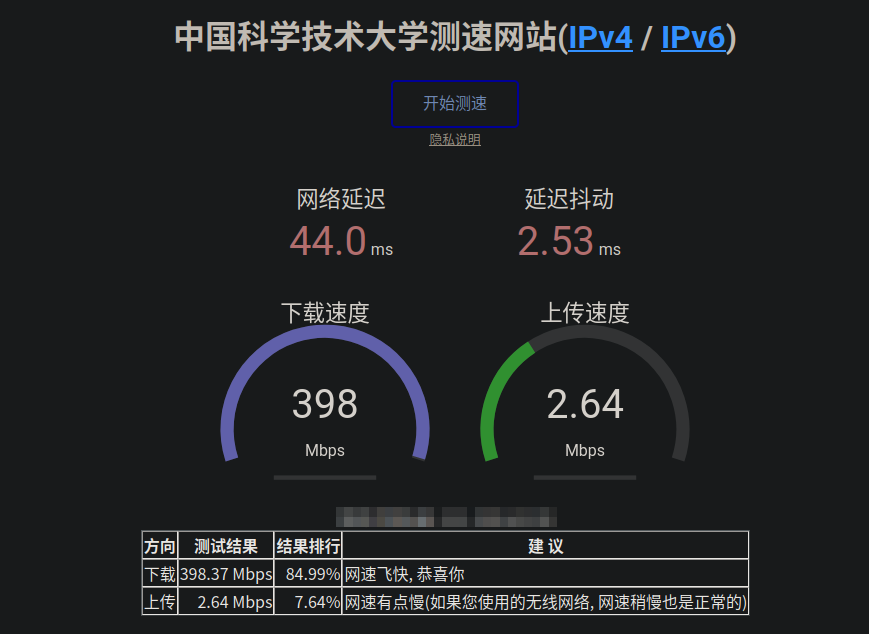 中国科学技术大学测速网站(IPv4 / IPv6)
开始测速
隐私说明
网络延迟 延迟抖动
44.0 ms 2.53 ms
下载速度 上传速度
398 2.64
Mbps Mbps
方向 测试结果 结果排行 建 议
下载 398.37 Mbps 84.99% 网速飞快, 恭喜你
上传 2.64 Mbps 7.64% 网速有点慢(如果您使用的无线网络, 网速稍慢也是正常的)